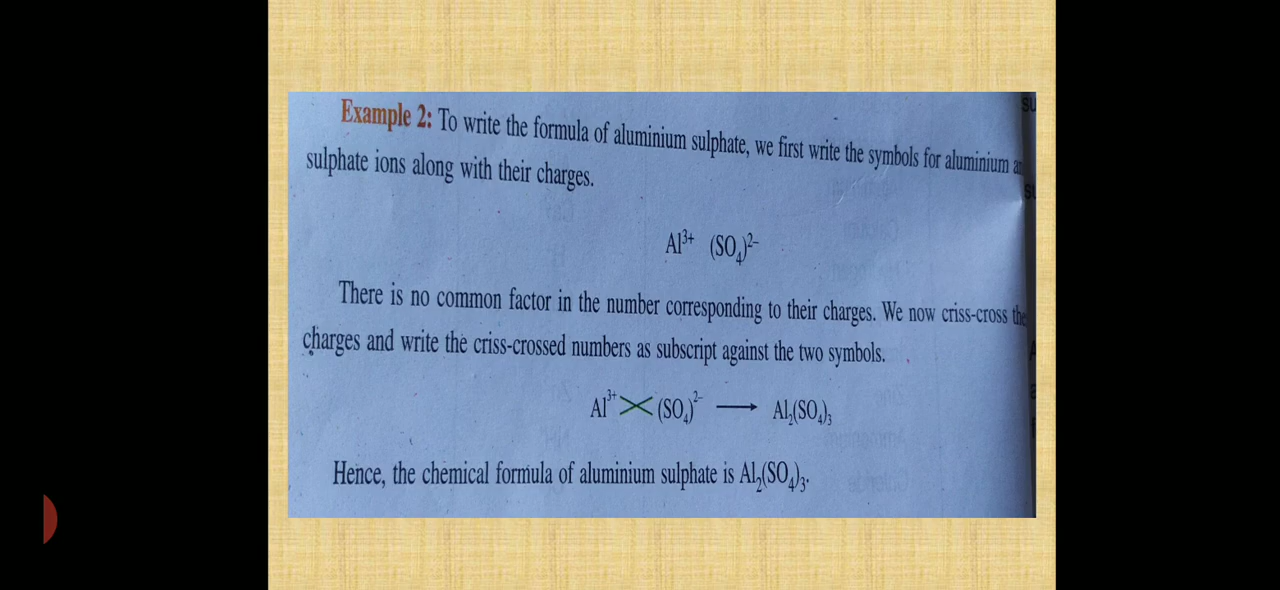 Example 2: To write the formula of aluminium sulphate, we first write the symbols for aluminium
sulphate ions along with their charges.
Al³⁺ (SO₄)²⁻
There is no common factor in the number corresponding to their charges. We now criss-cross the
charges and write the criss-crossed numbers as subscript against the two symbols.
Al³⁺ (SO₄)²⁻ ⟶ Al₂(SO₄)₃
Hence, the chemical formula of aluminium sulphate is Al₂(SO₄)₃.